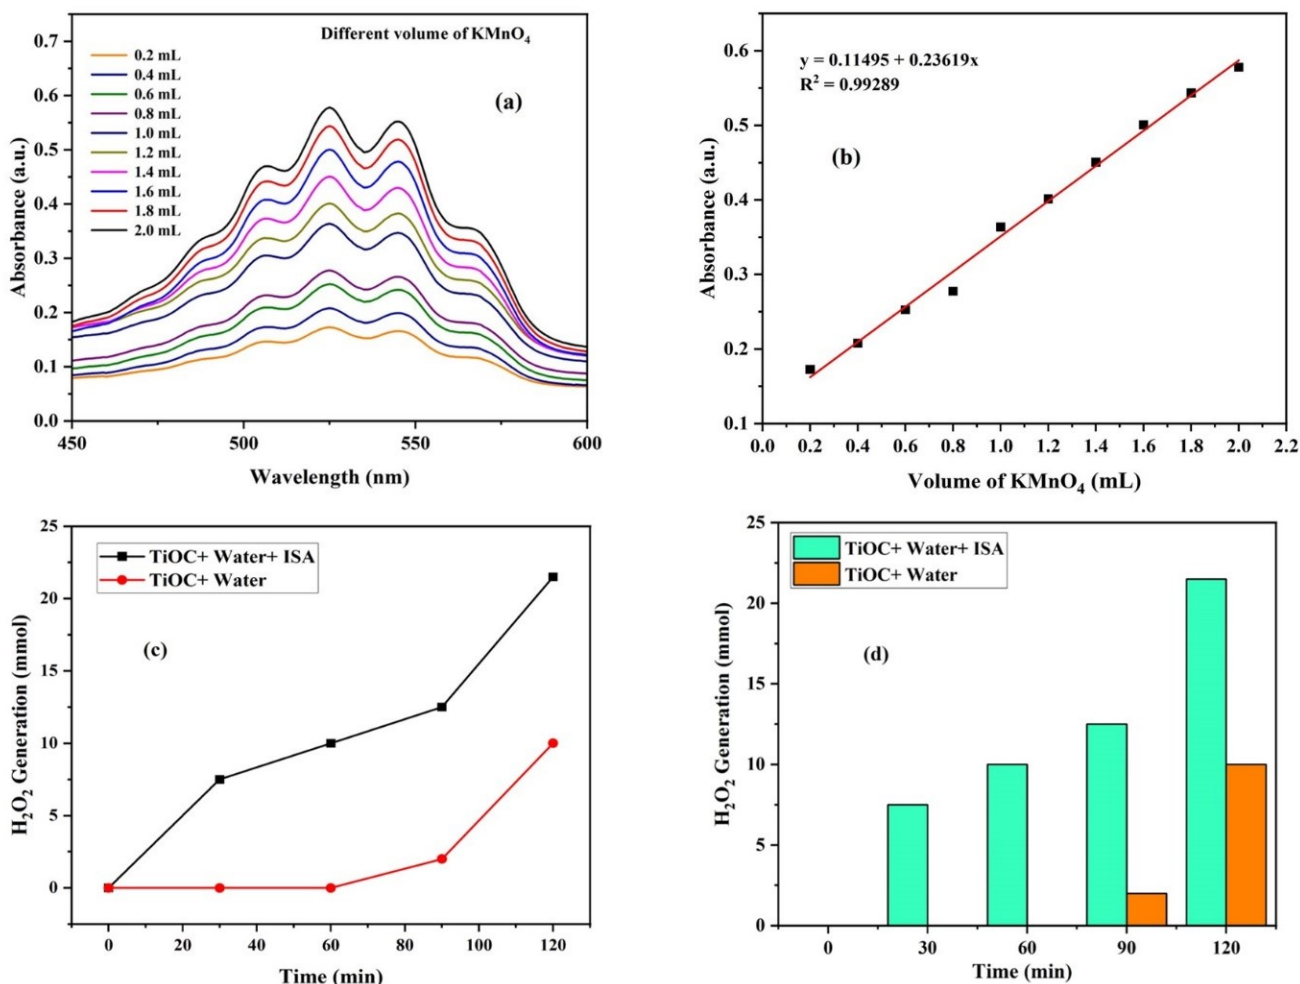 Different volume of KMnO₄
0.2 mL
0.4 mL
0.6 mL
0.8 mL
1.0 mL
1.2 mL
1.4 mL
1.6 mL
1.8 mL
2.0 mL
(a)
0.7
0.6
0.5
0.4
0.3
0.2
0.1
0.0
Absorbance (a.u.)
450 500 550 600
Wavelength (nm)
y = 0.11495 + 0.23619x
R² = 0.99289
(b)
0.6
0.5
0.4
0.3
0.2
0.1
Absorbance (a.u.)
0.0 0.2 0.4 0.6 0.8 1.0 1.2 1.4 1.6 1.8 2.0 2.2
Volume of KMnO₄ (mL)
TiOC+ Water+ ISA
TiOC+ Water
(c)
25
20
15
10
5
0
H₂O₂ Generation (mmol)
0 20 40 60 80 100 120
Time (min)
TiOC+ Water+ ISA
TiOC+ Water
(d)
25
20
15
10
5
0
H₂O₂ Generation (mmol)
0 30 60 90 120
Time (min)